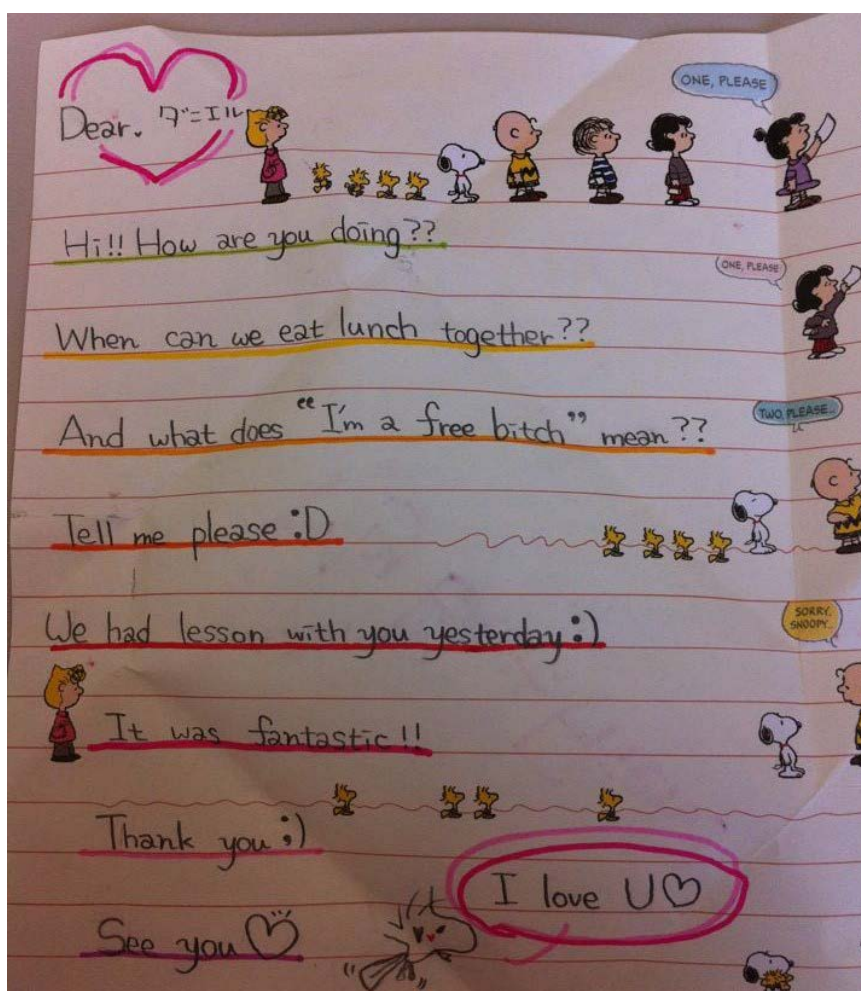 ONE, PLEASE
Dear. ダニエル
Hi!! How are you doing??
ONE, PLEASE
When can we eat lunch together??
TWO, PLEASE..
And what does "I'm a free bitch" mean??
Tell me please :D
SORRY, SNOOPY..
We had lesson with you yesterday :)
It was fantastic!!
Thank you ;)
I love U♡
See you♡